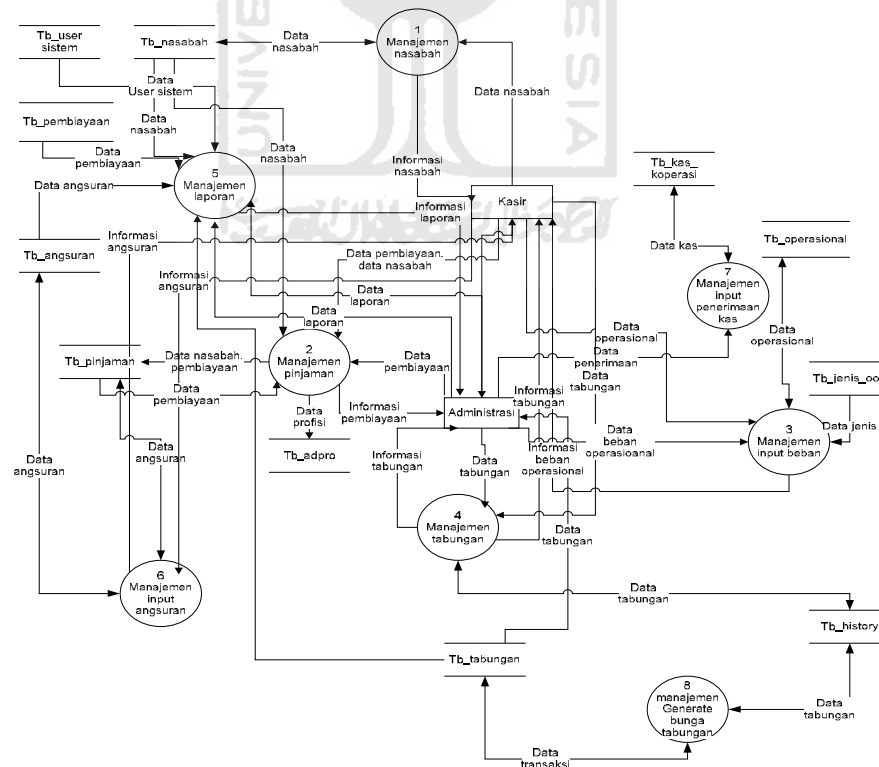 Tb_user
sistem
Tb_nasabah
Data
nasabah
1
Manajemen
nasabah
Data
User sistem
Data nasabah
Tb_pembiayaan
Data
nasabah
Data
nasabah
Data
pembiayaan
Informasi
nasabah
Tb_kas_
koperasi
5
Manajemen
laporan
Data angsuran
Kasir
Informasi
laporan
Informasi
angsuran
Tb_angsuran
Data kas
Tb_operasional
Data pembiayaan.
data nasabah
Informasi
angsuran
7
Manajemen
input
penerimaan
kas
Data
laporan
Data
laporan
Data
operasional
Data
operasional
2
Manajemen
pinjaman
Tb_pinjaman
Data nasabah.
pembiayaan
Data
pembiayaan
Data
penerimaan
Data
tabungan
Tb_jenis_oo
Data
pembiayaan
Informasi
tabungan
Informasi
pembiayaan
Administrasi
Data
profisi
Data
beban
operasioanal
Data jenis
3
Manajemen
input beban
Informasi
beban
operasional
Data
angsuran
Tb_adpro
Informasi
tabungan
Data
tabungan
Data
angsuran
4
Manajemen
tabungan
Data
tabungan
6
Manajemen
input
angsuran
Data
tabungan
Tb_history
Tb_tabungan
8
manajemen
Generate
bunga
tabungan
Data
tabungan
Data
transaksi
UNIV
ESIA